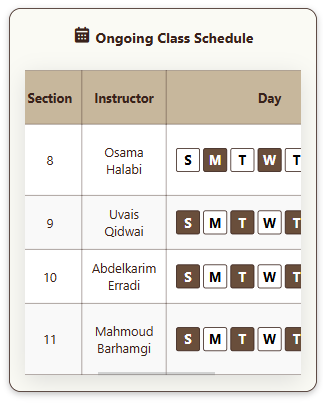 Ongoing Class Schedule
Section Instructor Day
8 Osama Halabi S M T W T
9 Uvais Qidwai S M T W T
10 Abdelkarim Erradi S M T W T
11 Mahmoud Barhamgi S M T W T